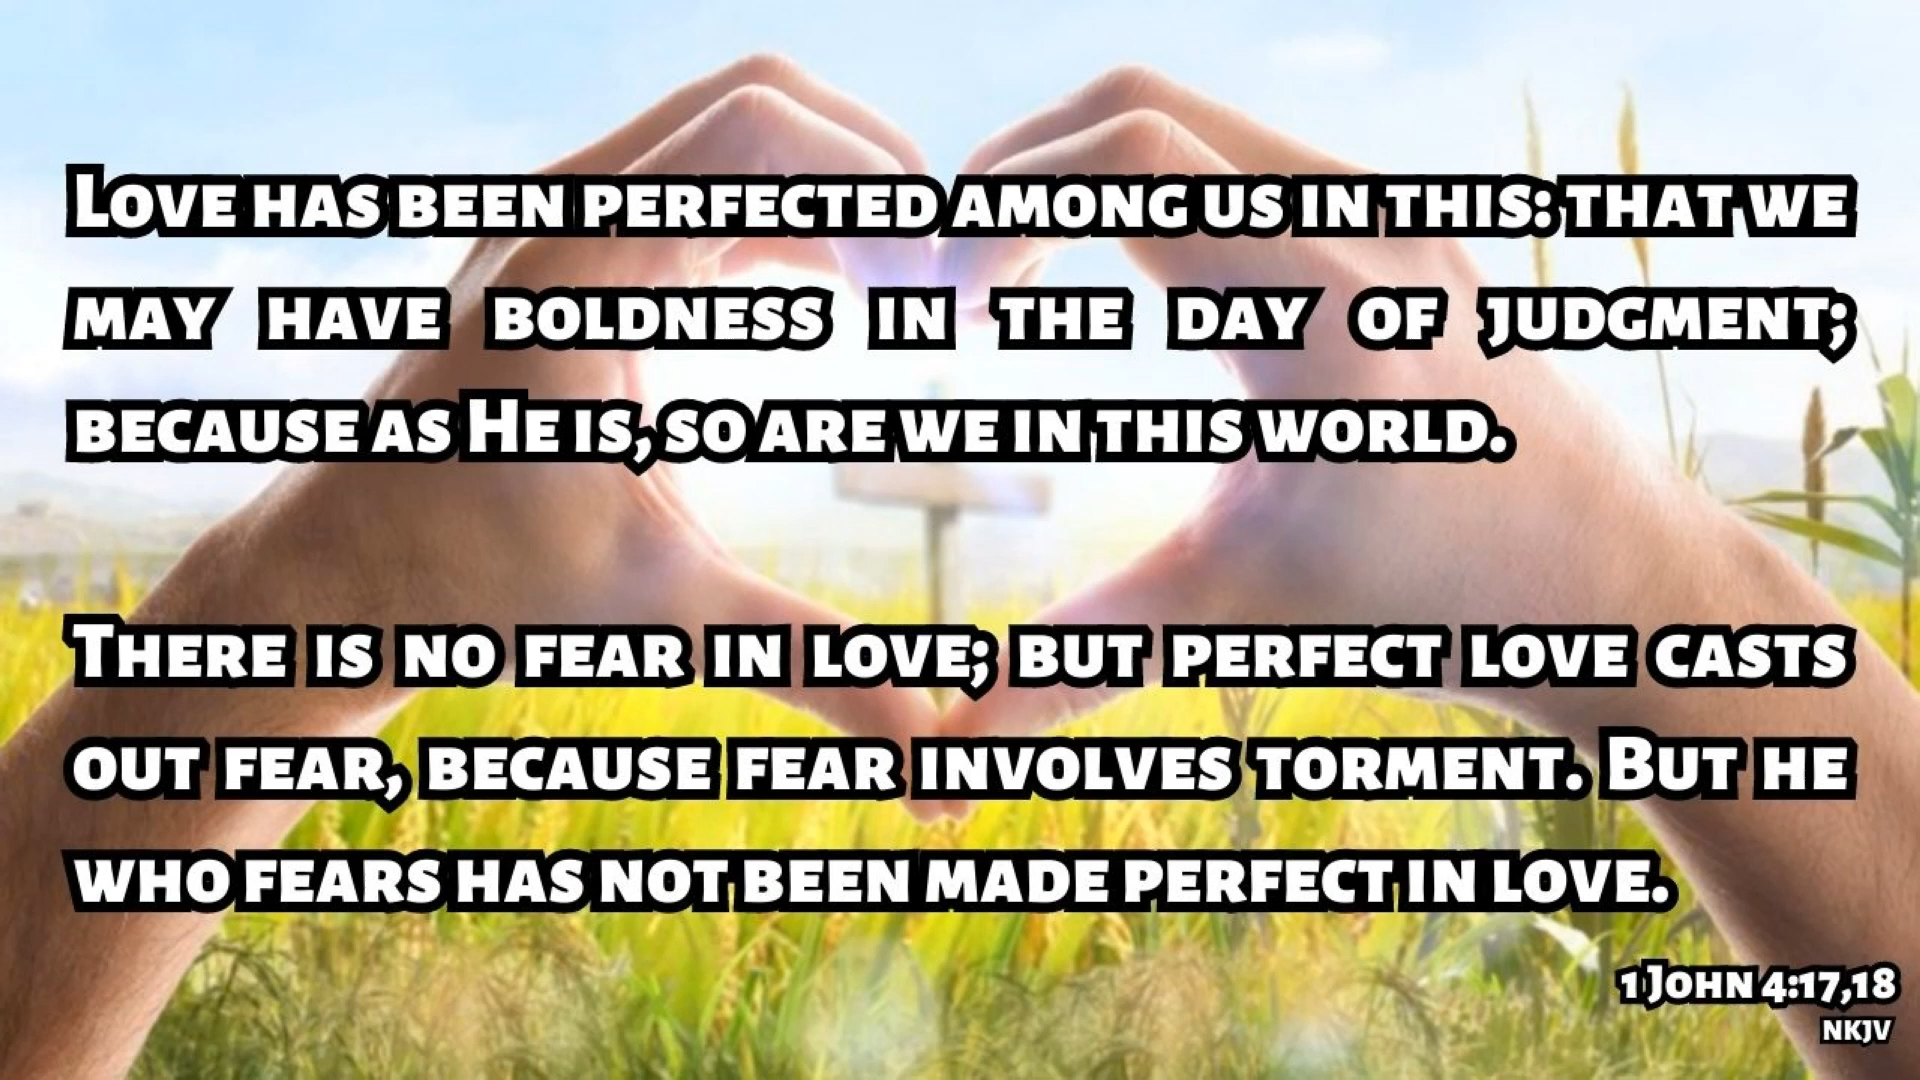 Love has been perfected among us in this: that we
may have boldness in the day of judgment;
because as He is, so are we in this world.
There is no fear in love; but perfect love casts
out fear, because fear involves torment. But he
who fears has not been made perfect in love.
1 John 4:17,18
NKJV